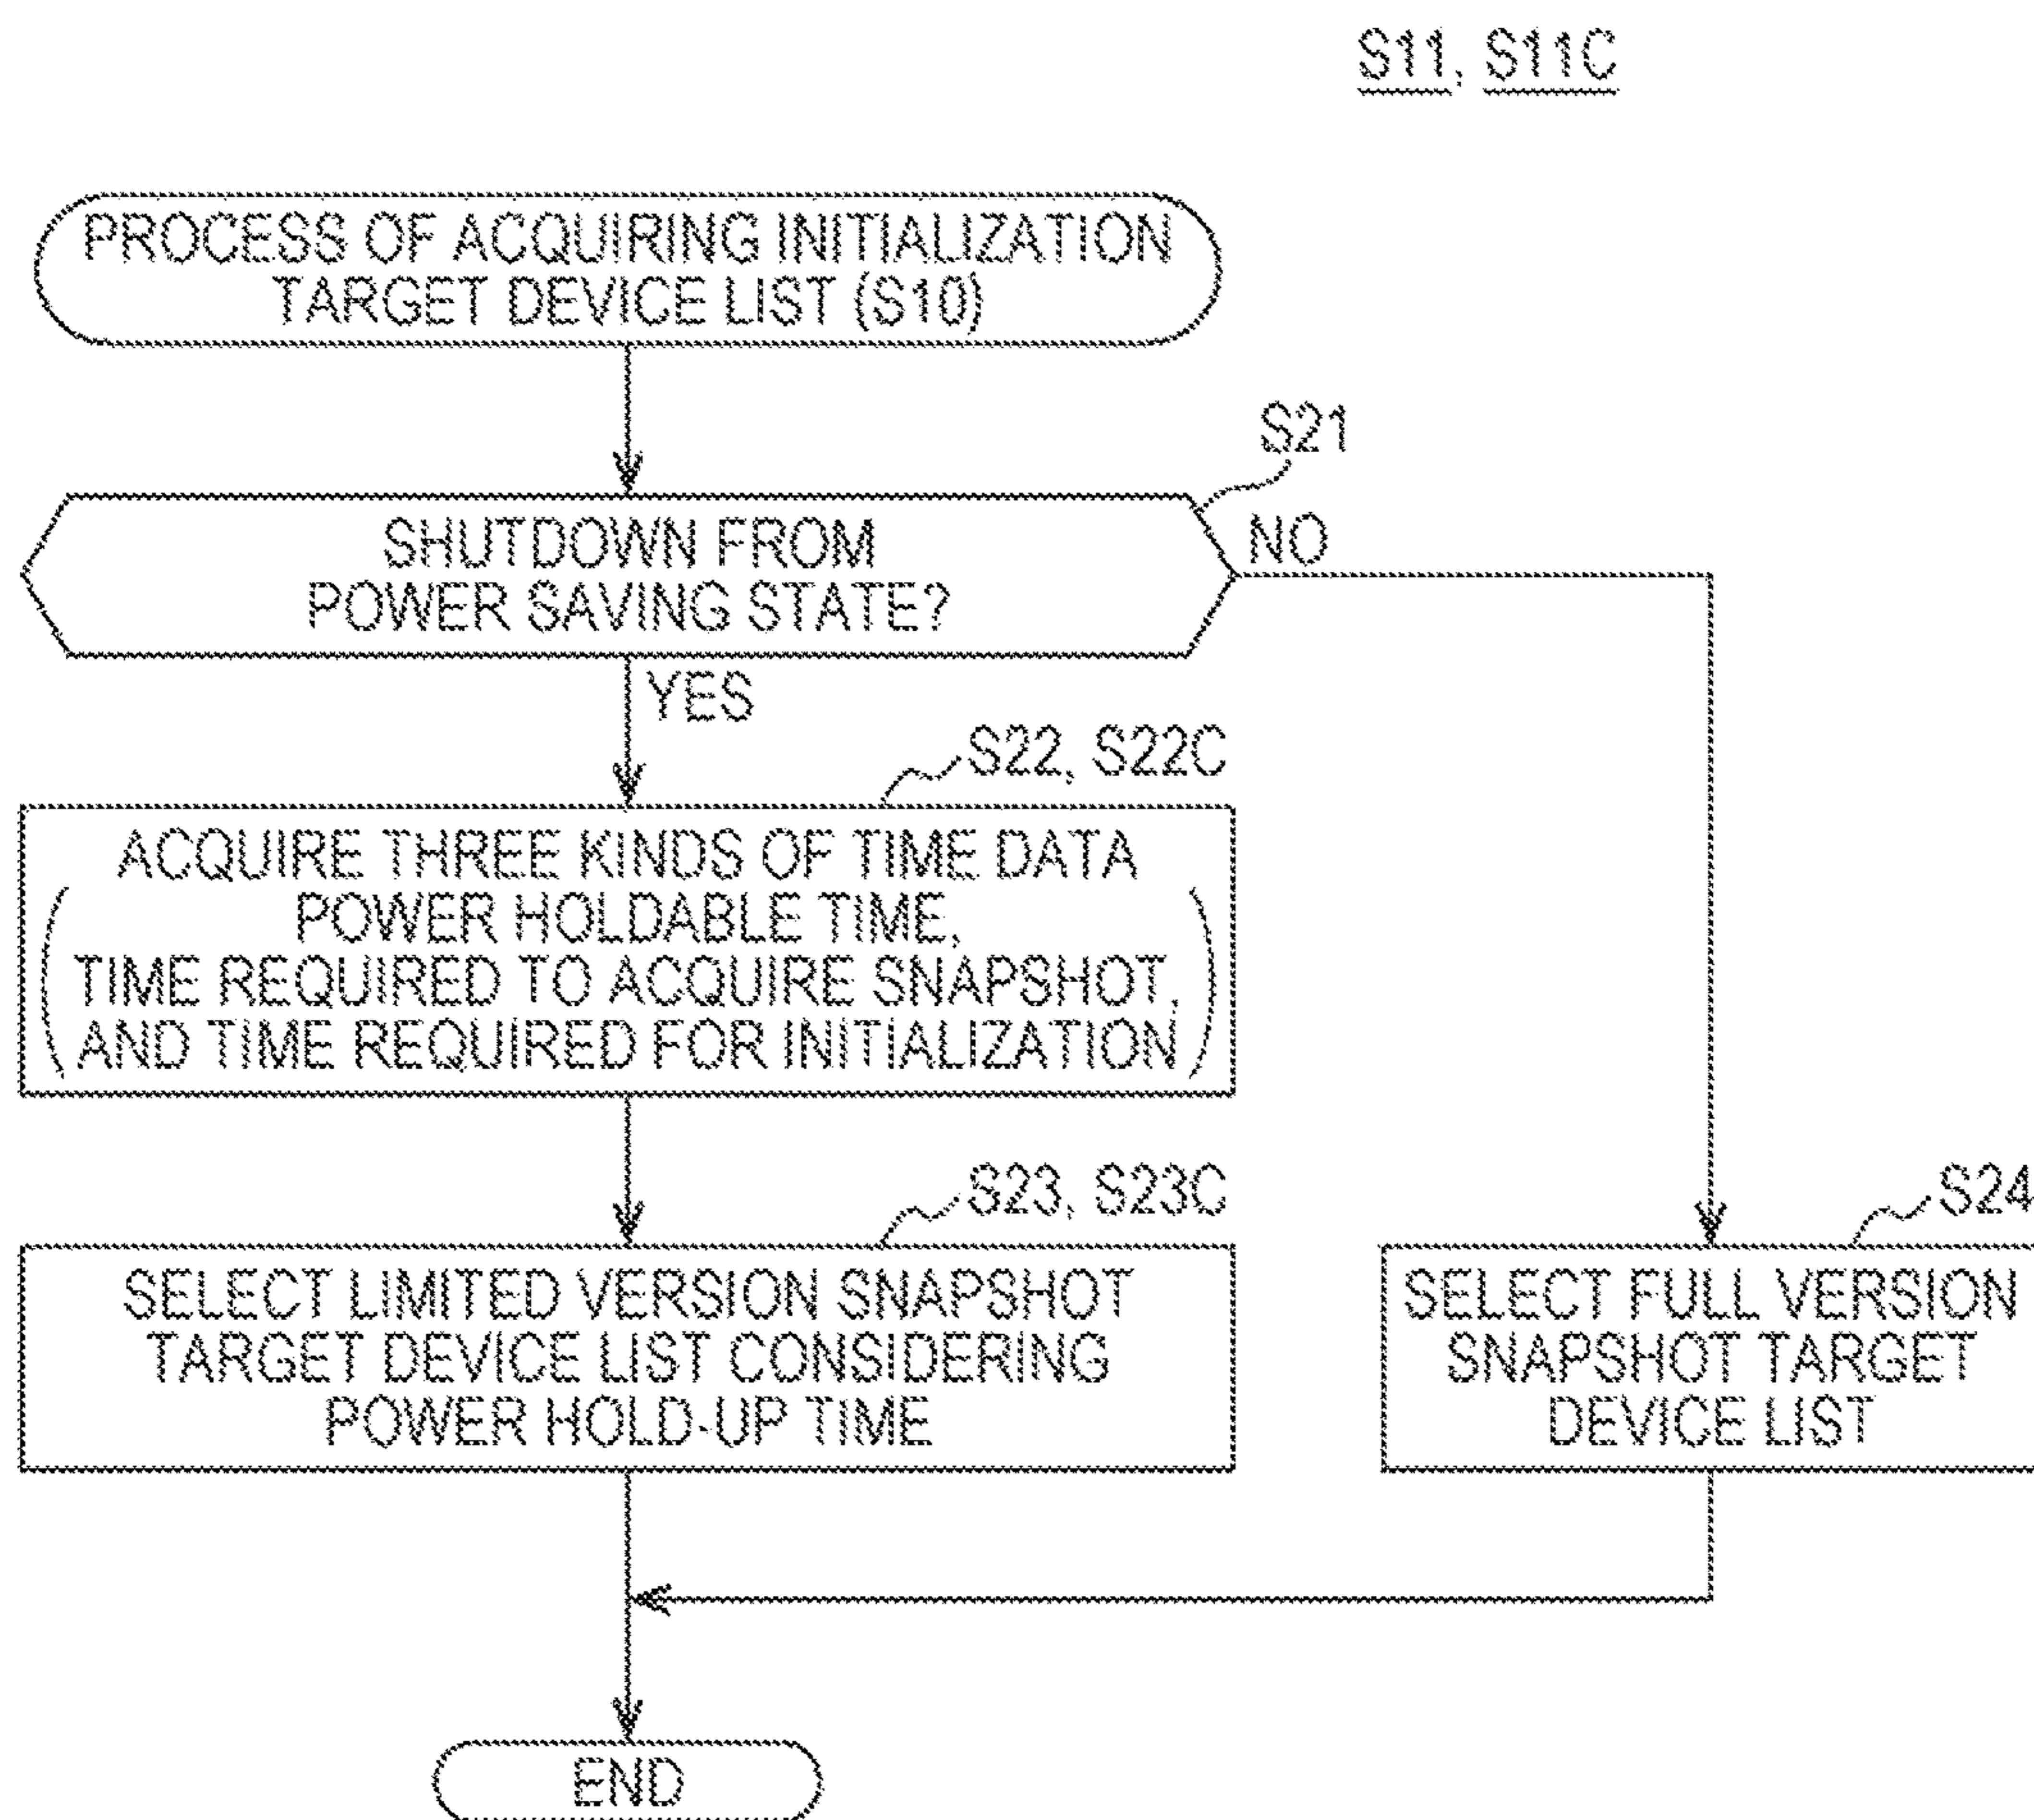 S11, S11C
PROCESS OF ACQUIRING INITIALIZATION
TARGET DEVICE LIST (S10)
S21
SHUTDOWN FROM
POWER SAVING STATE?
NO
YES
S22, S22C
ACQUIRE THREE KINDS OF TIME DATA
POWER HOLDABLE TIME,
TIME REQUIRED TO ACQUIRE SNAPSHOT,
AND TIME REQUIRED FOR INITIALIZATION
S23, S23C
SELECT LIMITED VERSION SNAPSHOT
TARGET DEVICE LIST CONSIDERING
POWER HOLD-UP TIME
S24
SELECT FULL VERSION
SNAPSHOT TARGET
DEVICE LIST
END